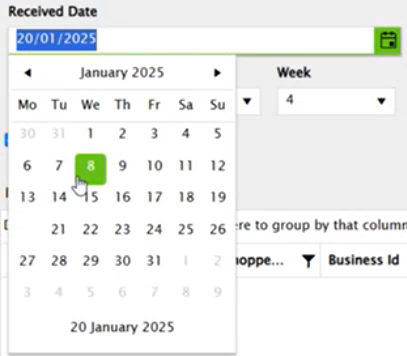 Received Date
20/01/2025
January 2025
Week
Mo Tu We Th Fr Sa Su
4
30 31 1 2 3 4 5
6 7 8 9 10 11 12
13 14 15 16 17 18 19
21 22 23 24 25 26
ere to group by that column
27 28 29 30 31 1 2
hoppe... Business Id
3 4 5 6 7 8 9
20 January 2025